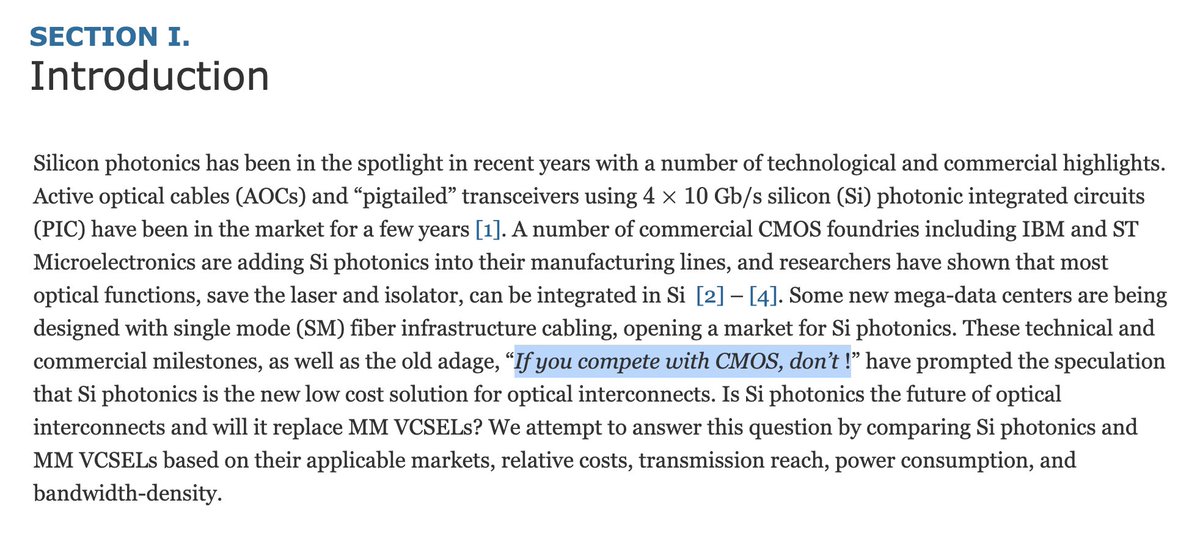 SECTION I.
Introduction
Silicon photonics has been in the spotlight in recent years with a number of technological and commercial highlights.
Active optical cables (AOCs) and “pigtailed” transceivers using 4 × 10 Gb/s silicon (Si) photonic integrated circuits
(PIC) have been in the market for a few years [1]. A number of commercial CMOS foundries including IBM and ST
Microelectronics are adding Si photonics into their manufacturing lines, and researchers have shown that most
optical functions, save the laser and isolator, can be integrated in Si [2] – [4]. Some new mega-data centers are being
designed with single mode (SM) fiber infrastructure cabling, opening a market for Si photonics. These technical and
commercial milestones, as well as the old adage, “If you compete with CMOS, don’t !” have prompted the speculation
that Si photonics is the new low cost solution for optical interconnects. Is Si photonics the future of optical
interconnects and will it replace MM VCSELs? We attempt to answer this question by comparing Si photonics and
MM VCSELs based on their applicable markets, relative costs, transmission reach, power consumption, and
bandwidth-density.